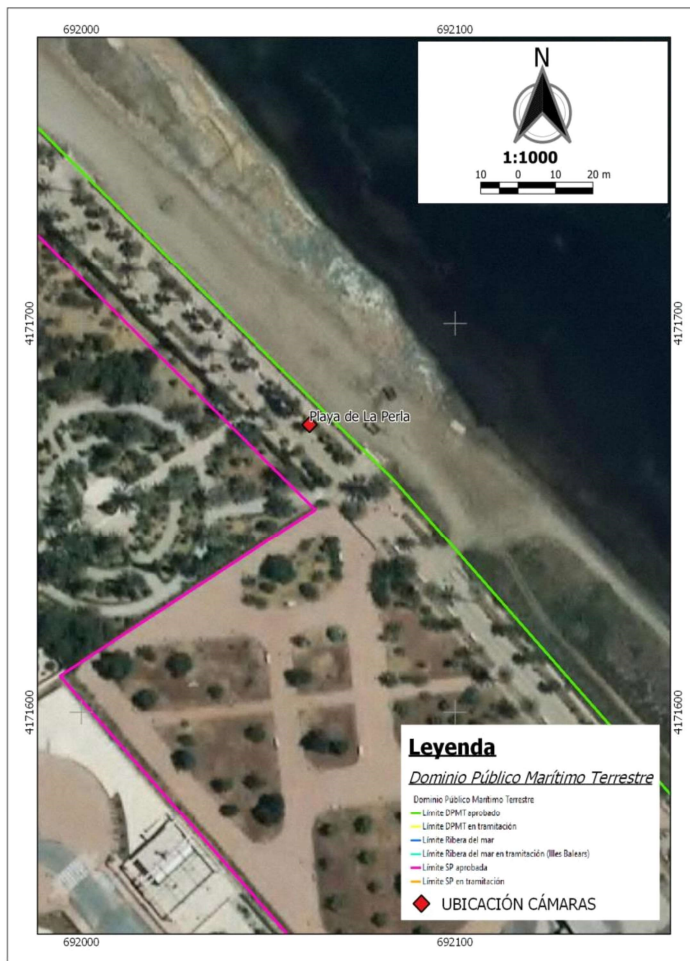 692000 692100
N
1:1000
10 0 10 20 m
4171700 4171700
Playa de La Perla
4171600 4171600
Leyenda
Dominio Público Marítimo Terrestre
Dominio Público Marítimo Terrestre
Límite DPMT aprobado
Límite DPMT en tramitación
Límite Ribera del mar
Límite Ribera del mar en tramitación (Illes Balears)
Límite SP aprobada
Límite SP en tramitación
UBICACIÓN CÁMARAS
692000 692100